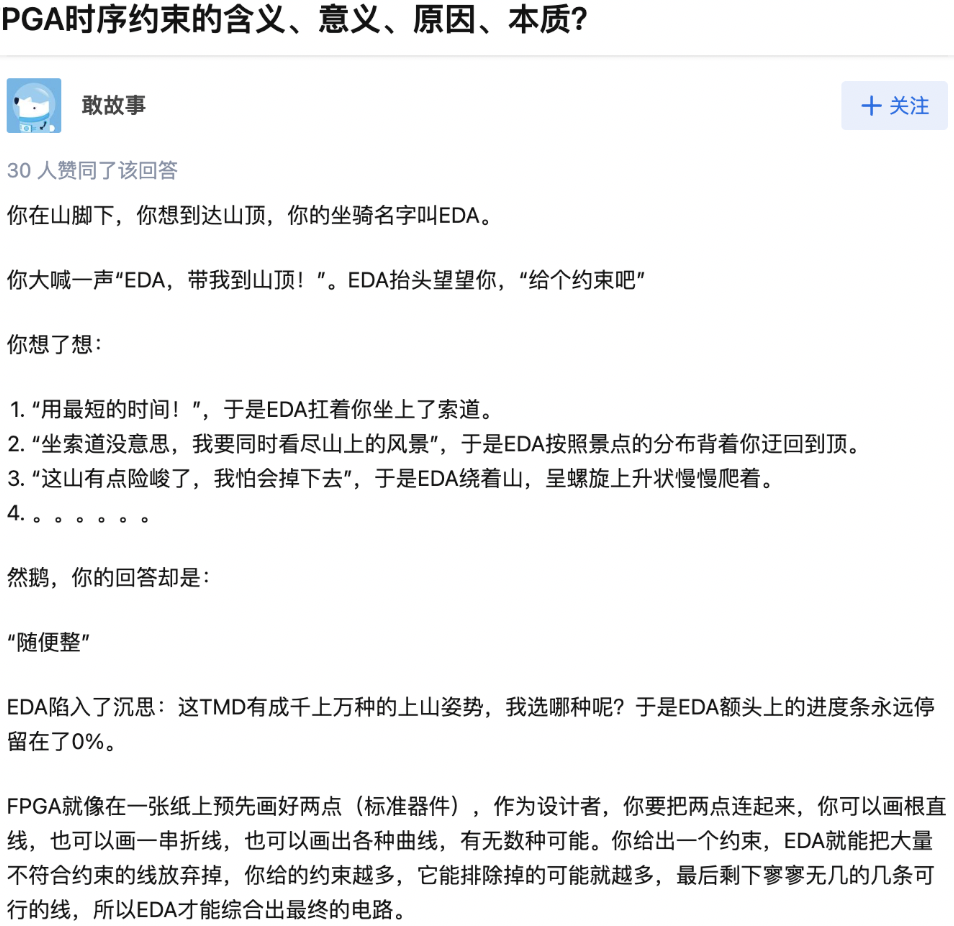 PGA时序约束的含义、意义、原因、本质?
敢故事
关注
30 人赞同了该回答
你在山脚下，你想到达山顶，你的坐骑名字叫EDA。
你大喊一声“EDA，带我到山顶！”。EDA抬头望望你，“给个约束吧”
你想了想：
1. “用最短的时间！”，于是EDA扛着你坐上了索道。
2. “坐索道没意思，我要同时看尽山上的风景”，于是EDA按照景点的分布背着你迂回到顶。
3. “这山有点险峻了，我怕会掉下去”，于是EDA绕着山，呈螺旋上升状慢慢爬着。
4. 。。。。。。
然鹅，你的回答却是：
“随便整”
EDA陷入了沉思：这TMD有成千上万种的上山姿势，我选哪种呢？于是EDA额头上的进度条永远停
留在了0%。
FPGA就像在一张纸上预先画好两点（标准器件），作为设计者，你要把两点连起来，你可以画根直
线，也可以画一串折线，也可以画出各种曲线，有无数种可能。你给出一个约束，EDA就能把大量
不符合约束的线放弃掉，你给的约束越多，它能排除掉的可能就越多，最后剩下寥寥无几的几条可
行的线，所以EDA才能综合出最终的电路。